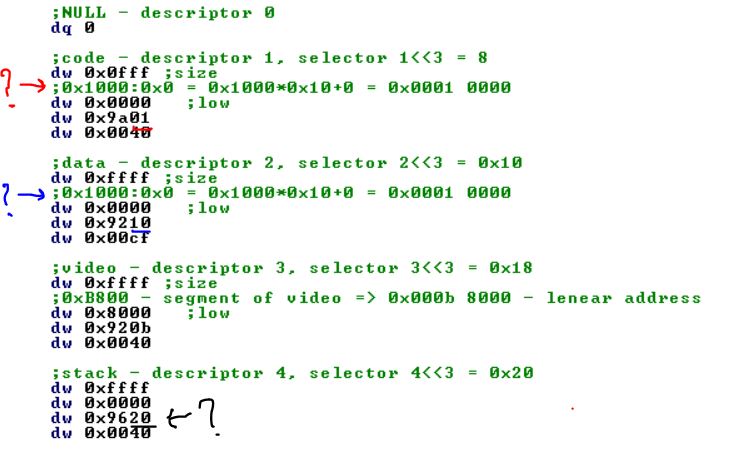 ;NULL - descriptor 0
dq 0
;code - descriptor 1, selector 1<<3 = 8
dw 0x0fff ;size
? → ;0x1000:0x0 = 0x1000*0x10+0 = 0x0001 0000
dw 0x0000 ;low
dw 0x9a01
dw 0x0040
;data - descriptor 2, selector 2<<3 = 0x10
dw 0xffff ;size
? → ;0x1000:0x0 = 0x1000*0x10+0 = 0x0001 0000
dw 0x0000 ;low
dw 0x9210
dw 0x00cf
;video - descriptor 3, selector 3<<3 = 0x18
dw 0xffff ;size
;0xB800 - segment of video => 0x000b 8000 - lenear address
dw 0x8000 ;low
dw 0x920b
dw 0x0040
;stack - descriptor 4, selector 4<<3 = 0x20
dw 0xffff
dw 0x0000
dw 0x9620 ← ?
dw 0x0040